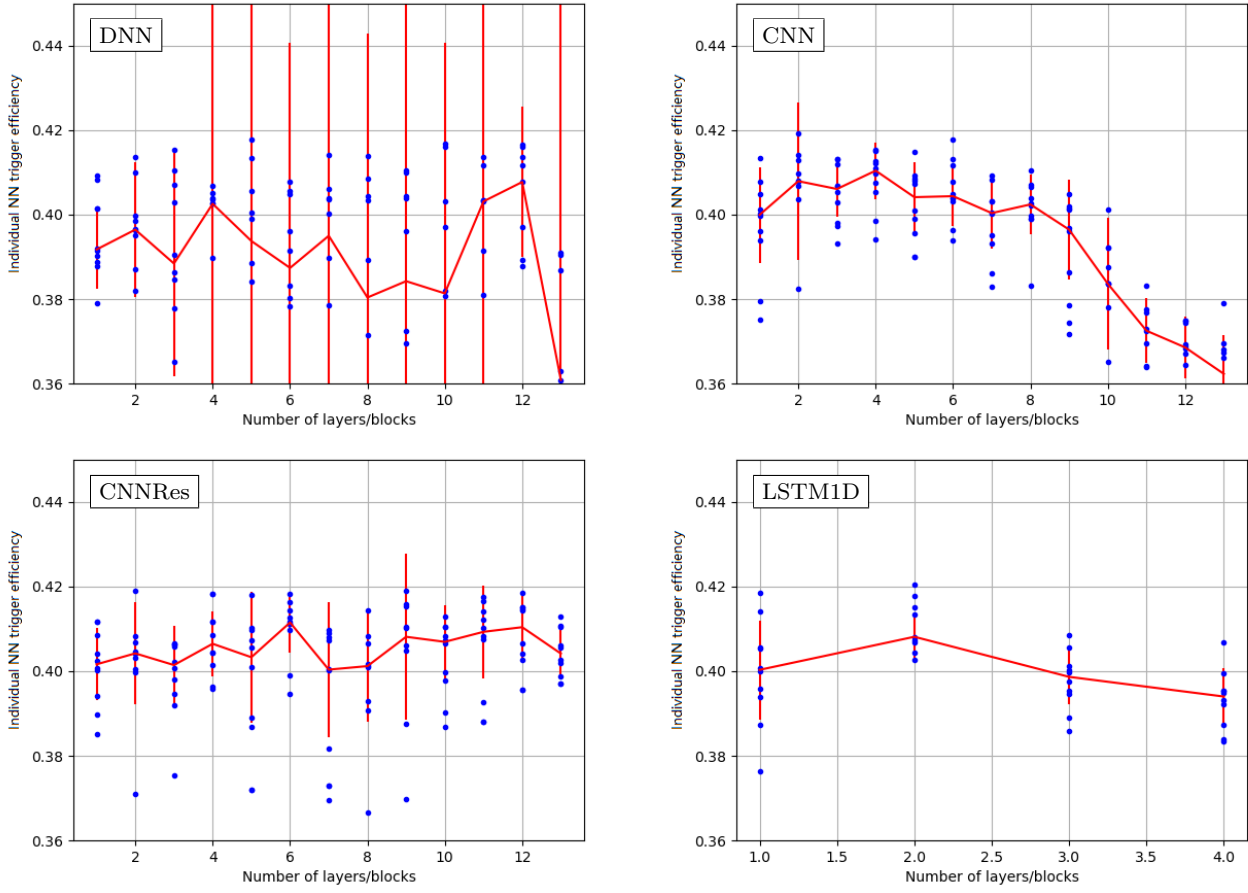 DNN
Individual NN trigger efficiency
0.44
0.42
0.40
0.38
0.36
2 4 6 8 10 12
Number of layers/blocks
CNN
Individual NN trigger efficiency
0.44
0.42
0.40
0.38
0.36
2 4 6 8 10 12
Number of layers/blocks
CNNRes
Individual NN trigger efficiency
0.44
0.42
0.40
0.38
0.36
2 4 6 8 10 12
Number of layers/blocks
LSTM1D
Individual NN trigger efficiency
0.44
0.42
0.40
0.38
0.36
1.0 1.5 2.0 2.5 3.0 3.5 4.0
Number of layers/blocks